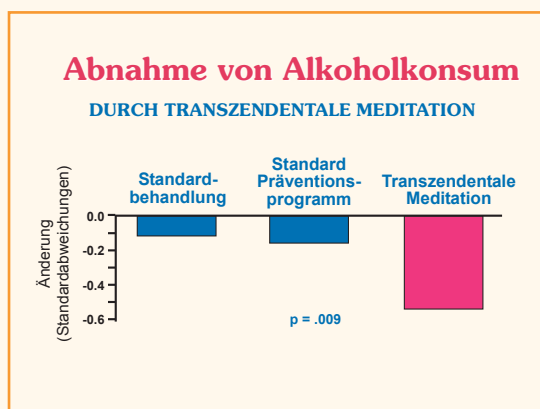 Abnahme von Alkoholkonsum
DURCH TRANSZENDENTALE MEDITATION
Standard-
behandlung
Standard
Präventions-
programm
Transzendentale
Meditation
Änderung
(Standardabweichungen)
0.0
-0.2
-0.4
-0.6
p = .009